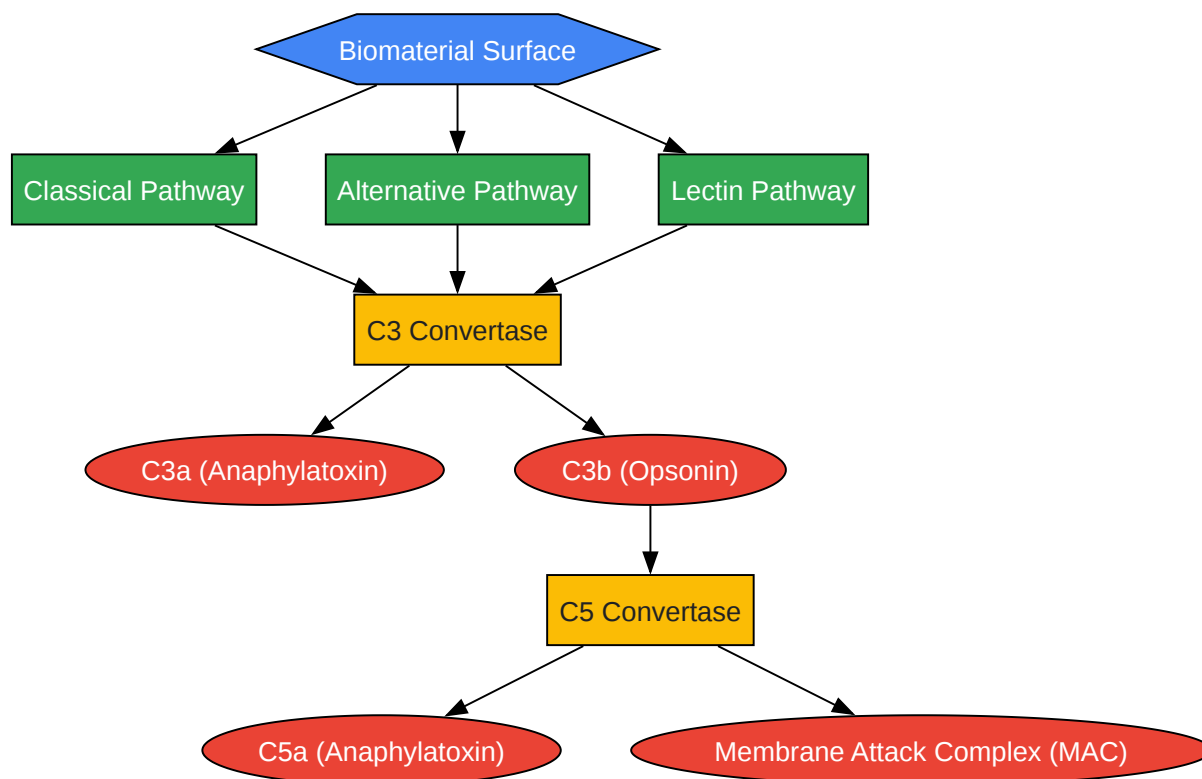 Biomaterial Surface
Classical Pathway
Alternative Pathway
Lectin Pathway
C3 Convertase
C3a (Anaphylatoxin)
C3b (Opsonin)
C5 Convertase
C5a (Anaphylatoxin)
Membrane Attack Complex (MAC)